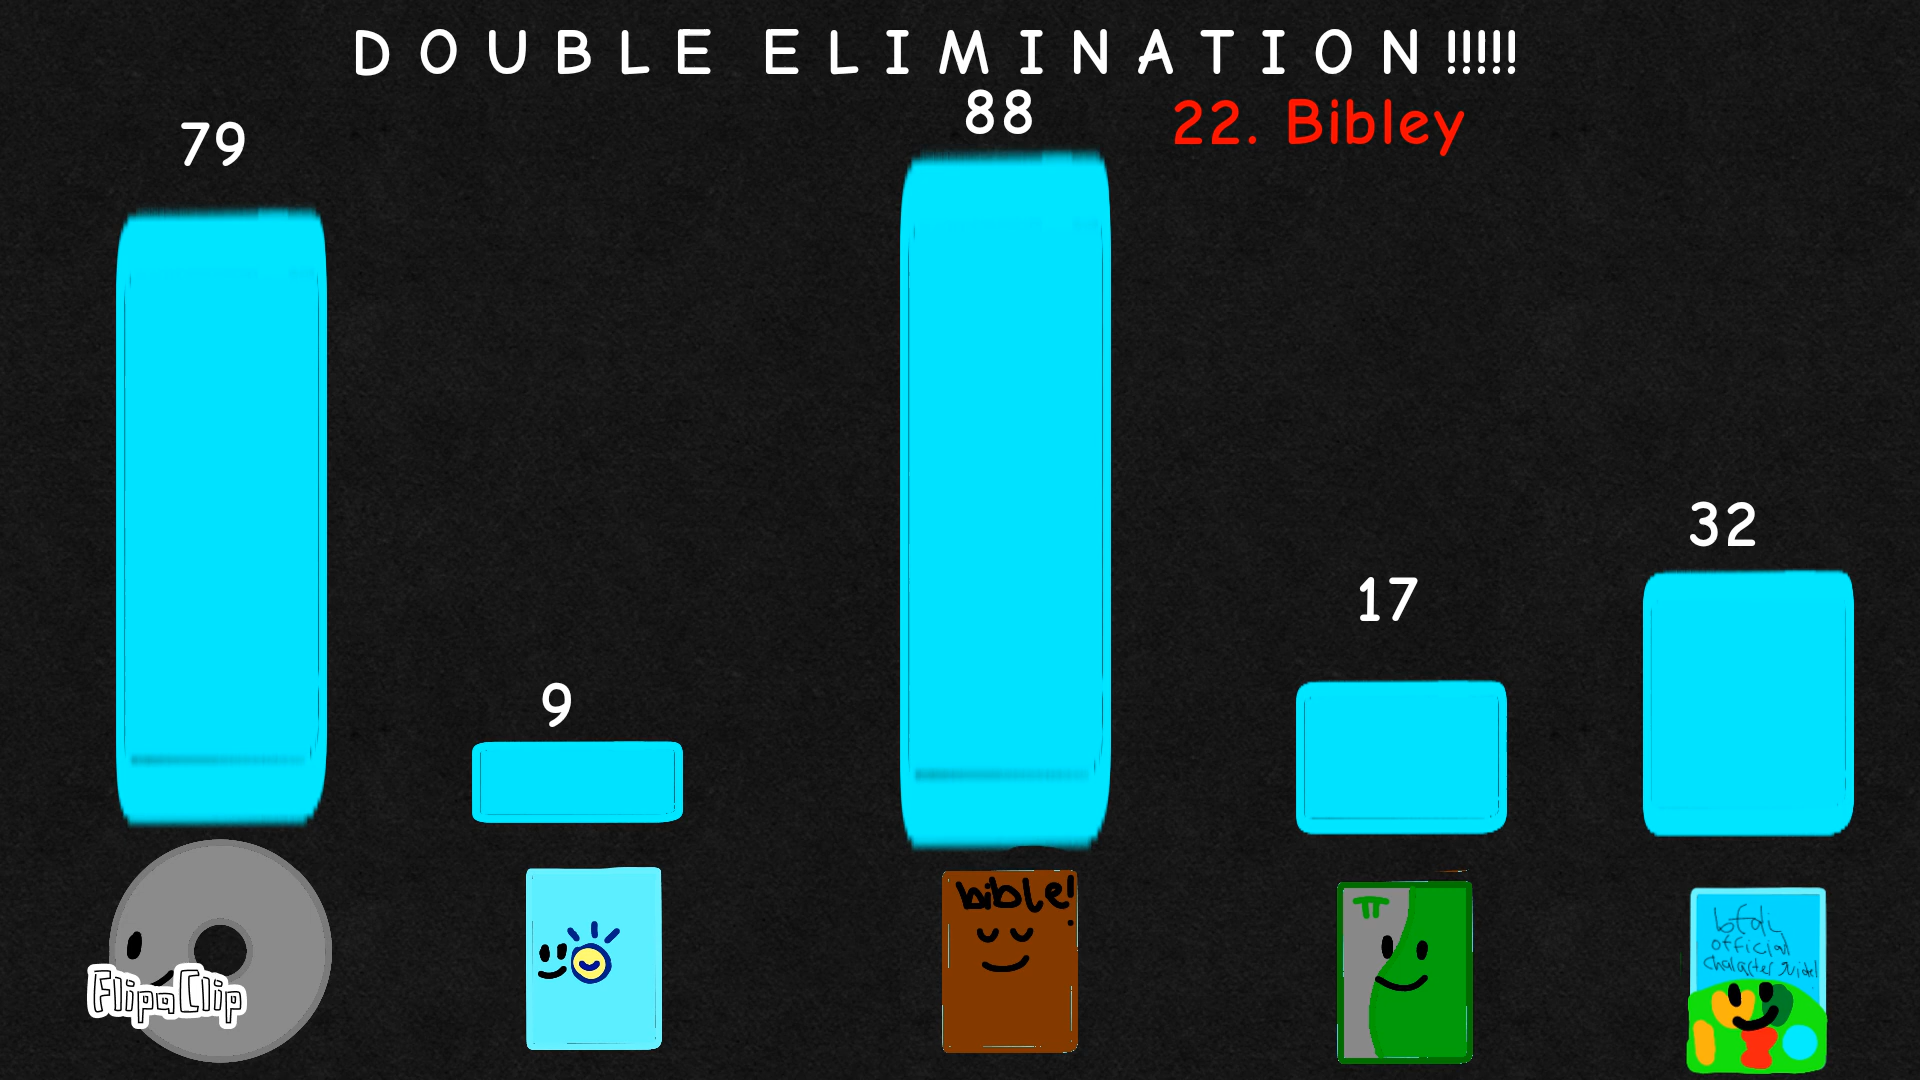 D O U B L E E L I M I N A T I O N !!!!!
88
22. Bibley
79
32
17
9
bible!
bfdi
official
character guide!
FlipaClip